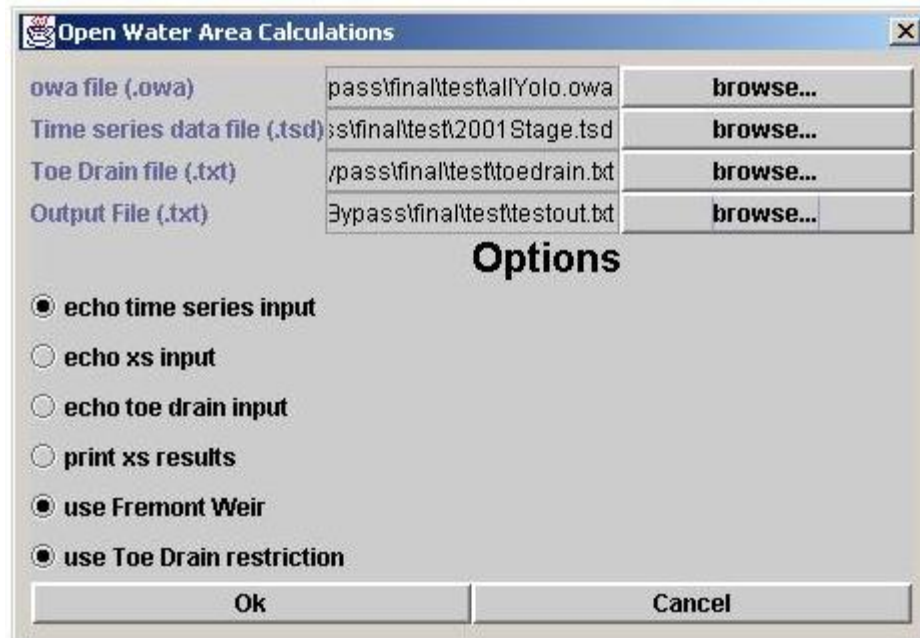 Open Water Area Calculations
owa file (.owa) pass\final\test\allYolo.owa browse...
Time series data file (.tsd) s\final\test\2001Stage.tsd browse...
Toe Drain file (.txt) ypass\final\test\toedrain.txt browse...
Output File (.txt) Bypass\final\test\testout.txt browse...
Options
echo time series input
echo xs input
echo toe drain input
print xs results
use Fremont Weir
use Toe Drain restriction
Ok Cancel